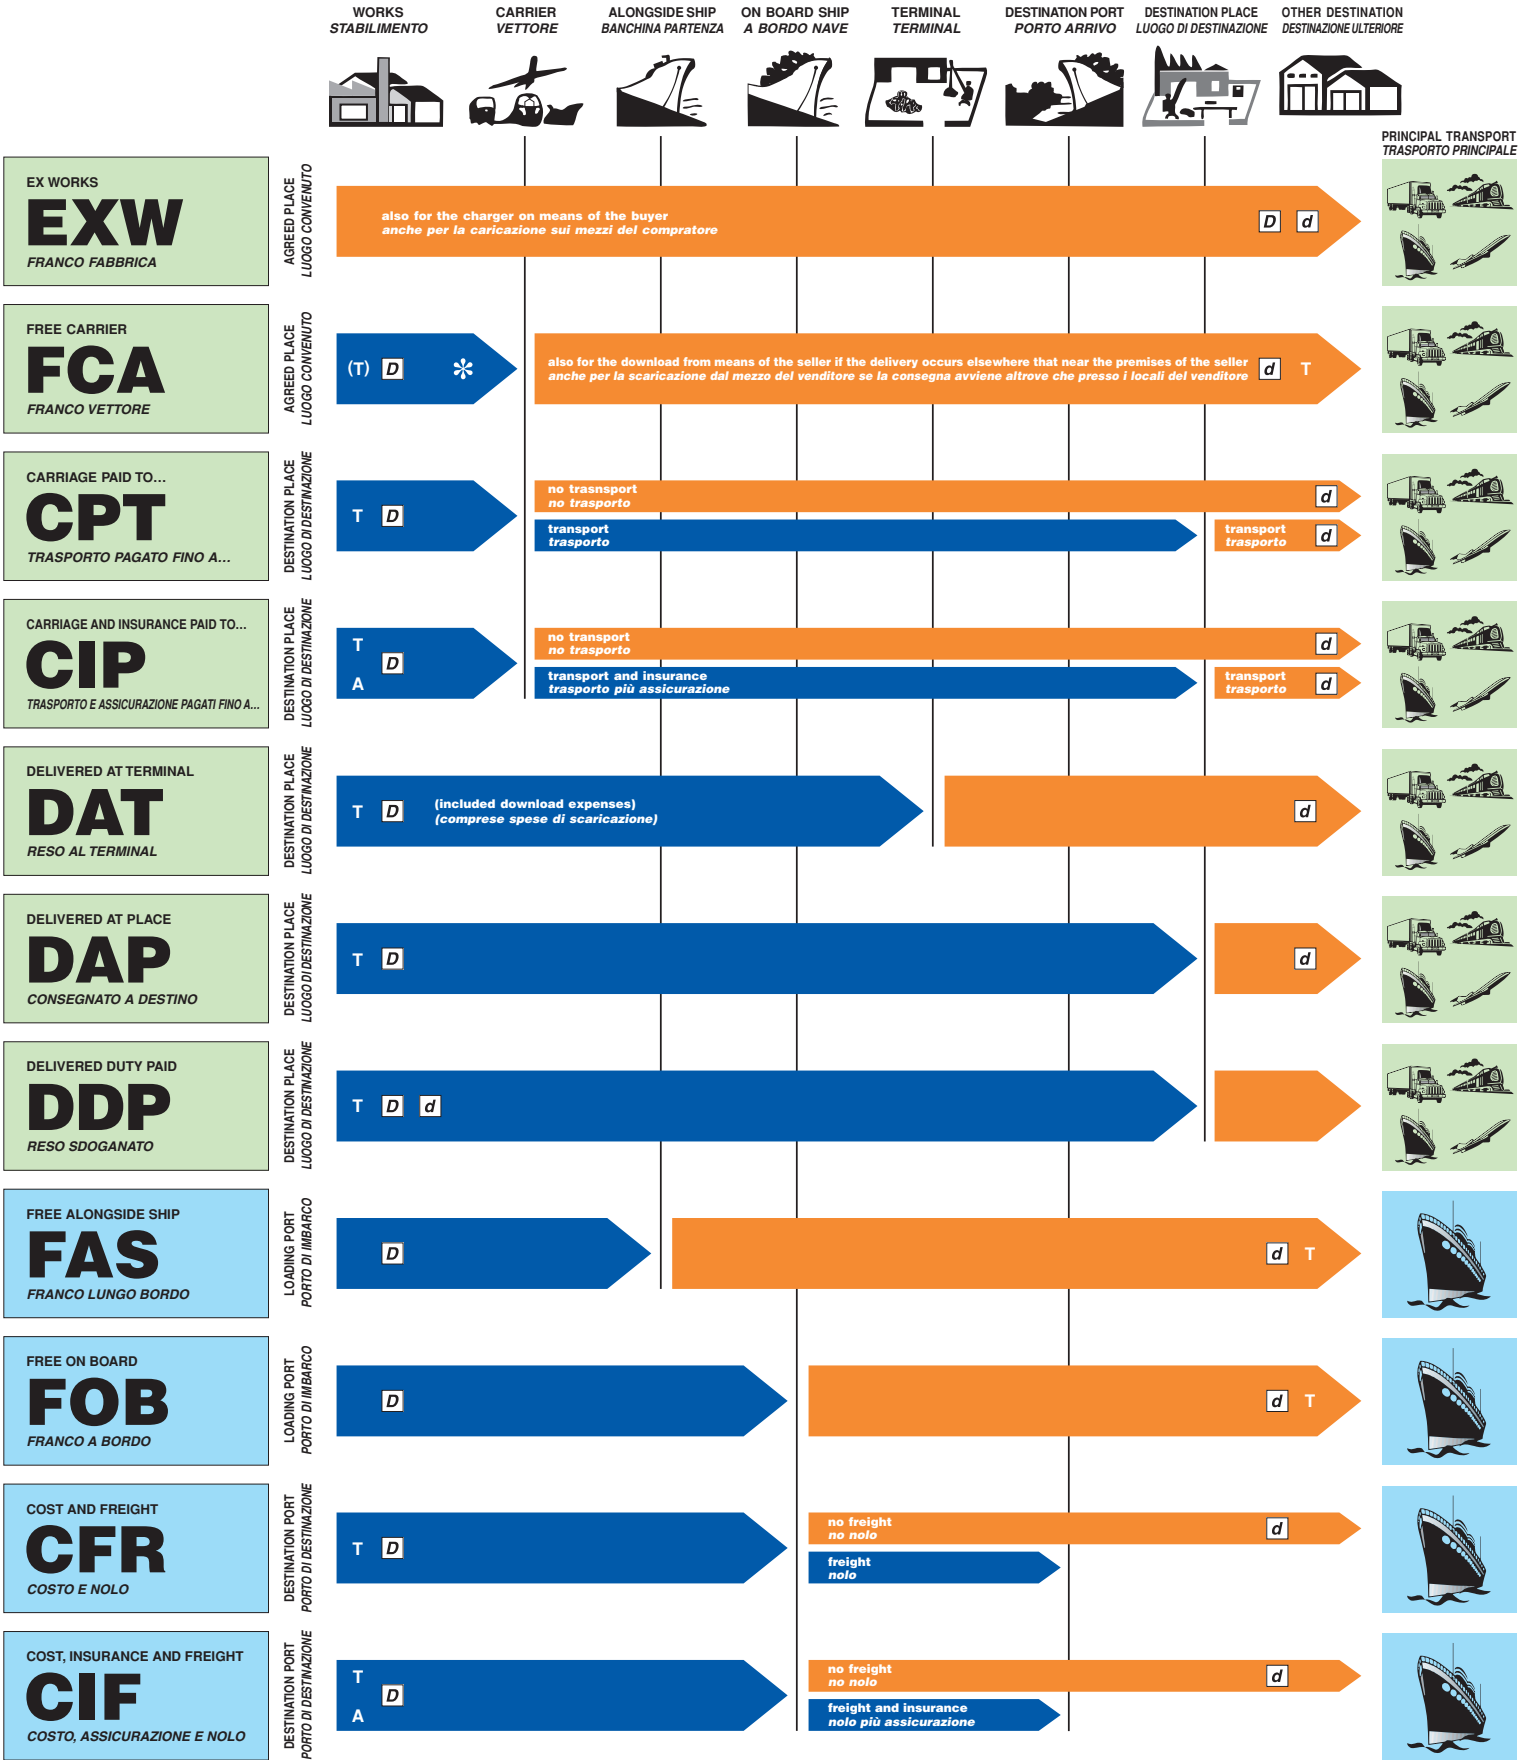 WORKS
STABILIMENTO
CARRIER
VETTORE
ALONGSIDE SHIP
BANCHINA PARTENZA
ON BOARD SHIP
A BORDO NAVE
TERMINAL
TERMINAL
DESTINATION PORT
PORTO ARRIVO
DESTINATION PLACE
LUOGO DI DESTINAZIONE
OTHER DESTINATION
DESTINAZIONE ULTERIORE
PRINCIPAL TRANSPORT
TRASPORTO PRINCIPALE
EX WORKS
EXW
FRANCO FABBRICA
AGREED PLACE
LUOGO CONVENUTO
also for the charger on means of the buyer
anche per la caricazione sui mezzi del compratore
D d
FREE CARRIER
FCA
FRANCO VETTORE
AGREED PLACE
LUOGO CONVENUTO
(T) D *
also for the download from means of the seller if the delivery occurs elsewhere that near the premises of the seller
anche per la scaricazione dal mezzo del venditore se la consegna avviene altrove che presso i locali del venditore
d T
CARRIAGE PAID TO...
CPT
TRASPORTO PAGATO FINO A...
DESTINATION PLACE
LUOGO DI DESTINAZIONE
T D
no trasnsport
no trasporto
d
transport
trasporto
transport
trasporto
d
CARRIAGE AND INSURANCE PAID TO...
CIP
TRASPORTO E ASSICURAZIONE PAGATI FINO A...
DESTINATION PLACE
LUOGO DI DESTINAZIONE
T
D
A
no transport
no trasporto
d
transport and insurance
trasporto più assicurazione
transport
trasporto
d
DELIVERED AT TERMINAL
DAT
RESO AL TERMINAL
DESTINATION PLACE
LUOGO DI DESTINAZIONE
T D
(included download expenses)
(comprese spese di scaricazione)
d
DELIVERED AT PLACE
DAP
CONSEGNATO A DESTINO
DESTINATION PLACE
LUOGO DI DESTINAZIONE
T D
d
DELIVERED DUTY PAID
DDP
RESO SDOGANATO
DESTINATION PLACE
LUOGO DI DESTINAZIONE
T D d
FREE ALONGSIDE SHIP
FAS
FRANCO LUNGO BORDO
LOADING PORT
PORTO DI IMBARCO
D
d T
FREE ON BOARD
FOB
FRANCO A BORDO
LOADING PORT
PORTO DI IMBARCO
D
d T
COST AND FREIGHT
CFR
COSTO E NOLO
DESTINATION PORT
PORTO DI DESTINAZIONE
T D
no freight
no nolo
d
freight
nolo
COST, INSURANCE AND FREIGHT
CIF
COSTO, ASSICURAZIONE E NOLO
DESTINATION PORT
PORTO DI DESTINAZIONE
T
D
A
no freight
no nolo
d
freight and insurance
nolo più assicurazione